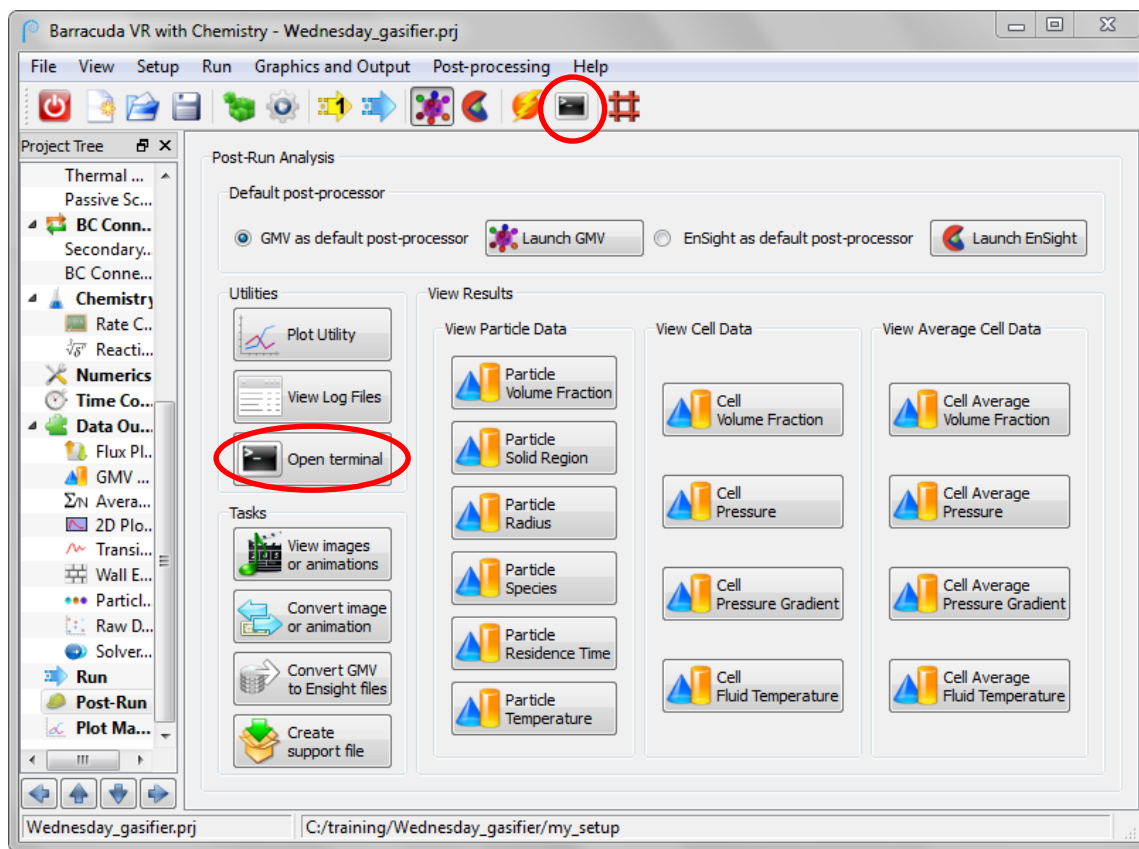 Barracuda VR with Chemistry - Wednesday_gasifier.prj
File View Setup Run Graphics and Output Post-processing Help
Project Tree
Thermal ...
Passive Sc...
BC Conn..
Secondary..
BC Conne...
Chemistry
Rate C..
Reacti...
Numerics
Time Co...
Data Ou...
Flux Pl..
GMV ...
Σ/N Avera...
2D Plo..
Transi...
Wall E...
Particl..
Raw D...
Solver...
Run
Post-Run
Plot Ma...
Post-Run Analysis
Default post-processor
GMV as default post-processor
Launch GMV
EnSight as default post-processor
Launch EnSight
Utilities
Plot Utility
View Log Files
Open terminal
Tasks
View images
or animations
Convert image
or animation
Convert GMV
to Ensight files
Create
support file
View Results
View Particle Data
Particle
Volume Fraction
Particle
Solid Region
Particle
Radius
Particle
Species
Particle
Residence Time
Particle
Temperature
View Cell Data
Cell
Volume Fraction
Cell
Pressure
Cell
Pressure Gradient
Cell
Fluid Temperature
View Average Cell Data
Cell Average
Volume Fraction
Cell Average
Pressure
Cell Average
Pressure Gradient
Cell Average
Fluid Temperature
Wednesday_gasifier.prj
C:/training/Wednesday_gasifier/my_setup